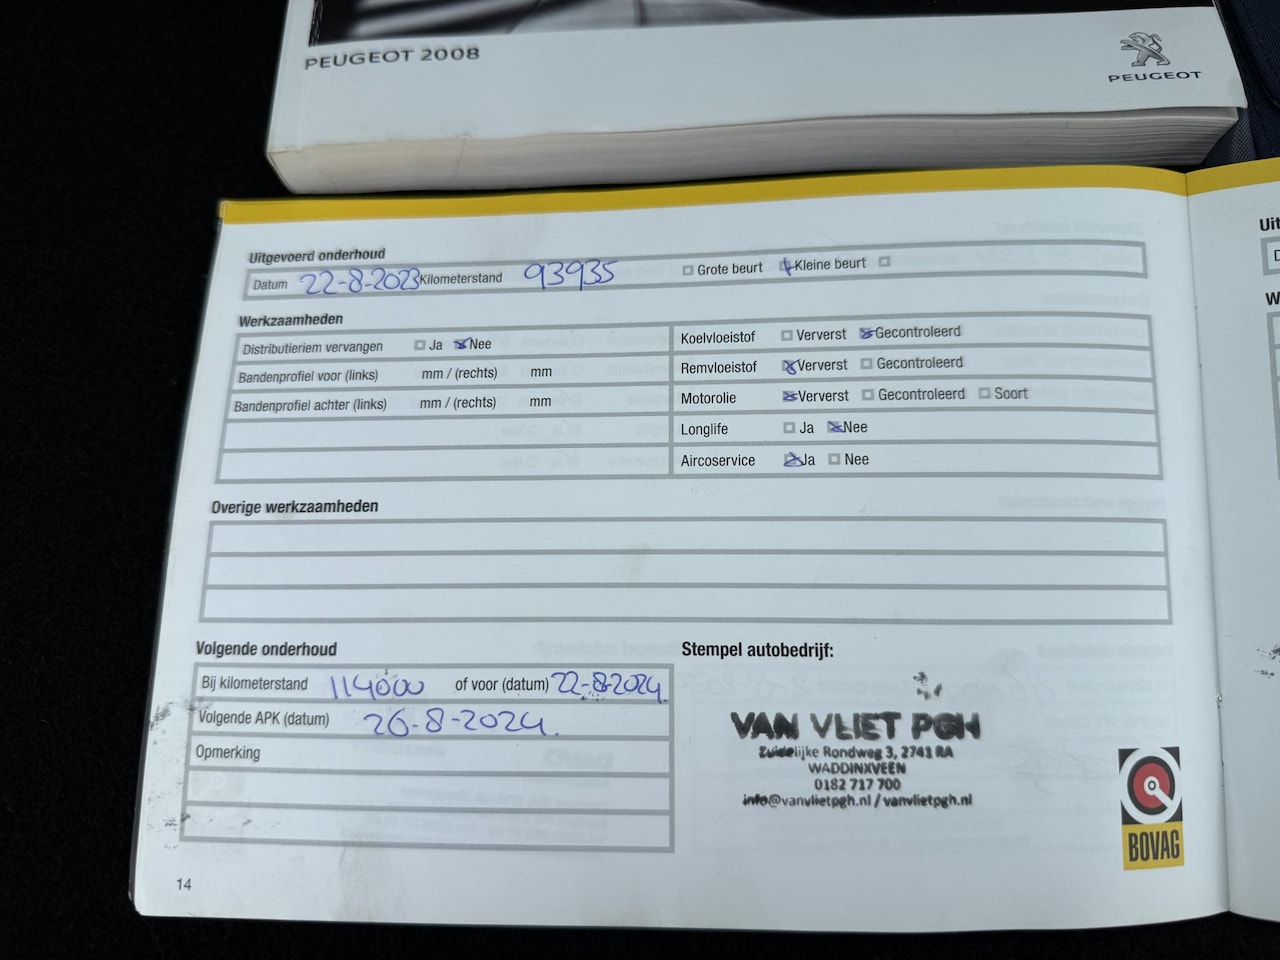 PEUGEOT 2008
PEUGEOT
Uitgevoerd onderhoud
Datum 22-8-2023 Kilometerstand 93935 Grote beurt Kleine beurt
Werkzaamheden
Distributieriem vervangen Ja Nee
Bandenprofiel voor (links) mm / (rechts) mm
Bandenprofiel achter (links) mm / (rechts) mm
Koelvloeistof Ververst Gecontroleerd
Remvloeistof Ververst Gecontroleerd
Motorolie Ververst Gecontroleerd Soort
Longlife Ja Nee
Aircoservice Ja Nee
Overige werkzaamheden
Volgende onderhoud
Bij kilometerstand 114000 of voor (datum) 22-8-2024
Volgende APK (datum) 26-8-2024
Opmerking
14
Stempel autobedrijf:
VAN VLIET PGH
Zuidelijke Rondweg 3, 2741 RA
WADDINXVEEN
0182 717 700
info@vanvlietpgh.nl / vanvlietpgh.nl
BOVAG
Uit
D
W